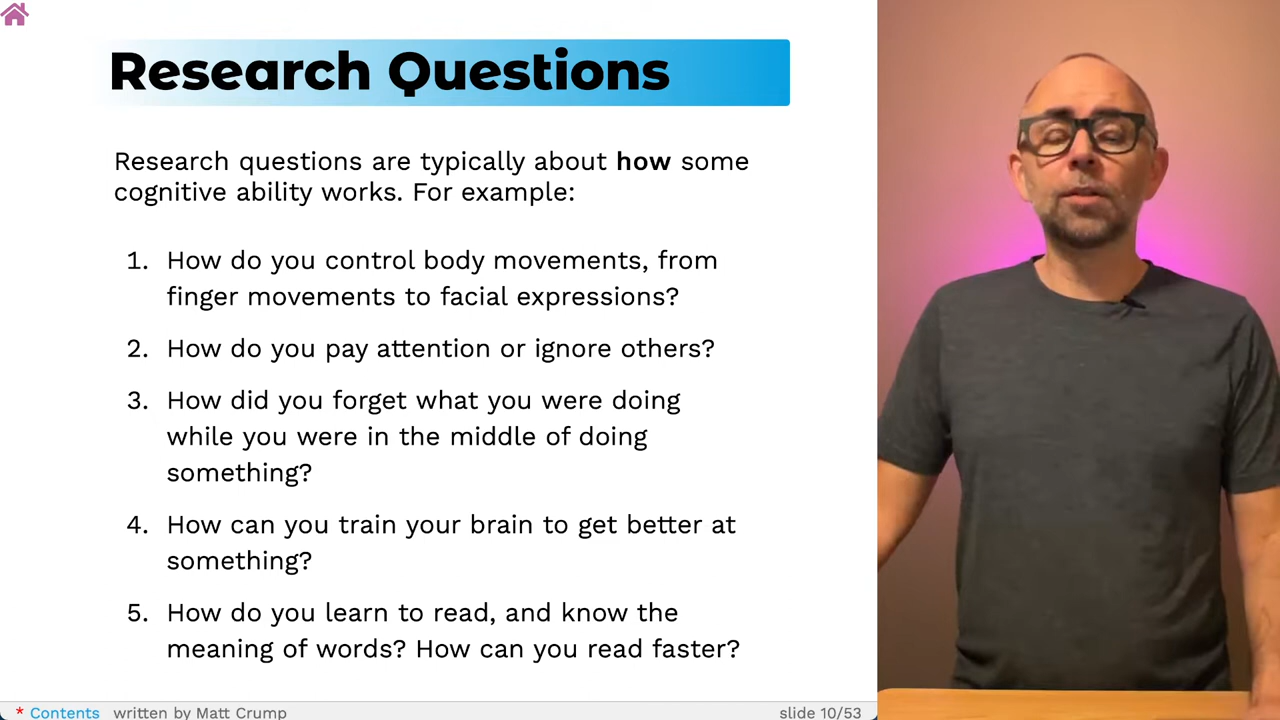 Research Questions
Research questions are typically about how some
cognitive ability works. For example:
1. How do you control body movements, from
finger movements to facial expressions?
2. How do you pay attention or ignore others?
3. How did you forget what you were doing
while you were in the middle of doing
something?
4. How can you train your brain to get better at
something?
5. How do you learn to read, and know the
meaning of words? How can you read faster?
* Contents written by Matt Crump slide 10/53